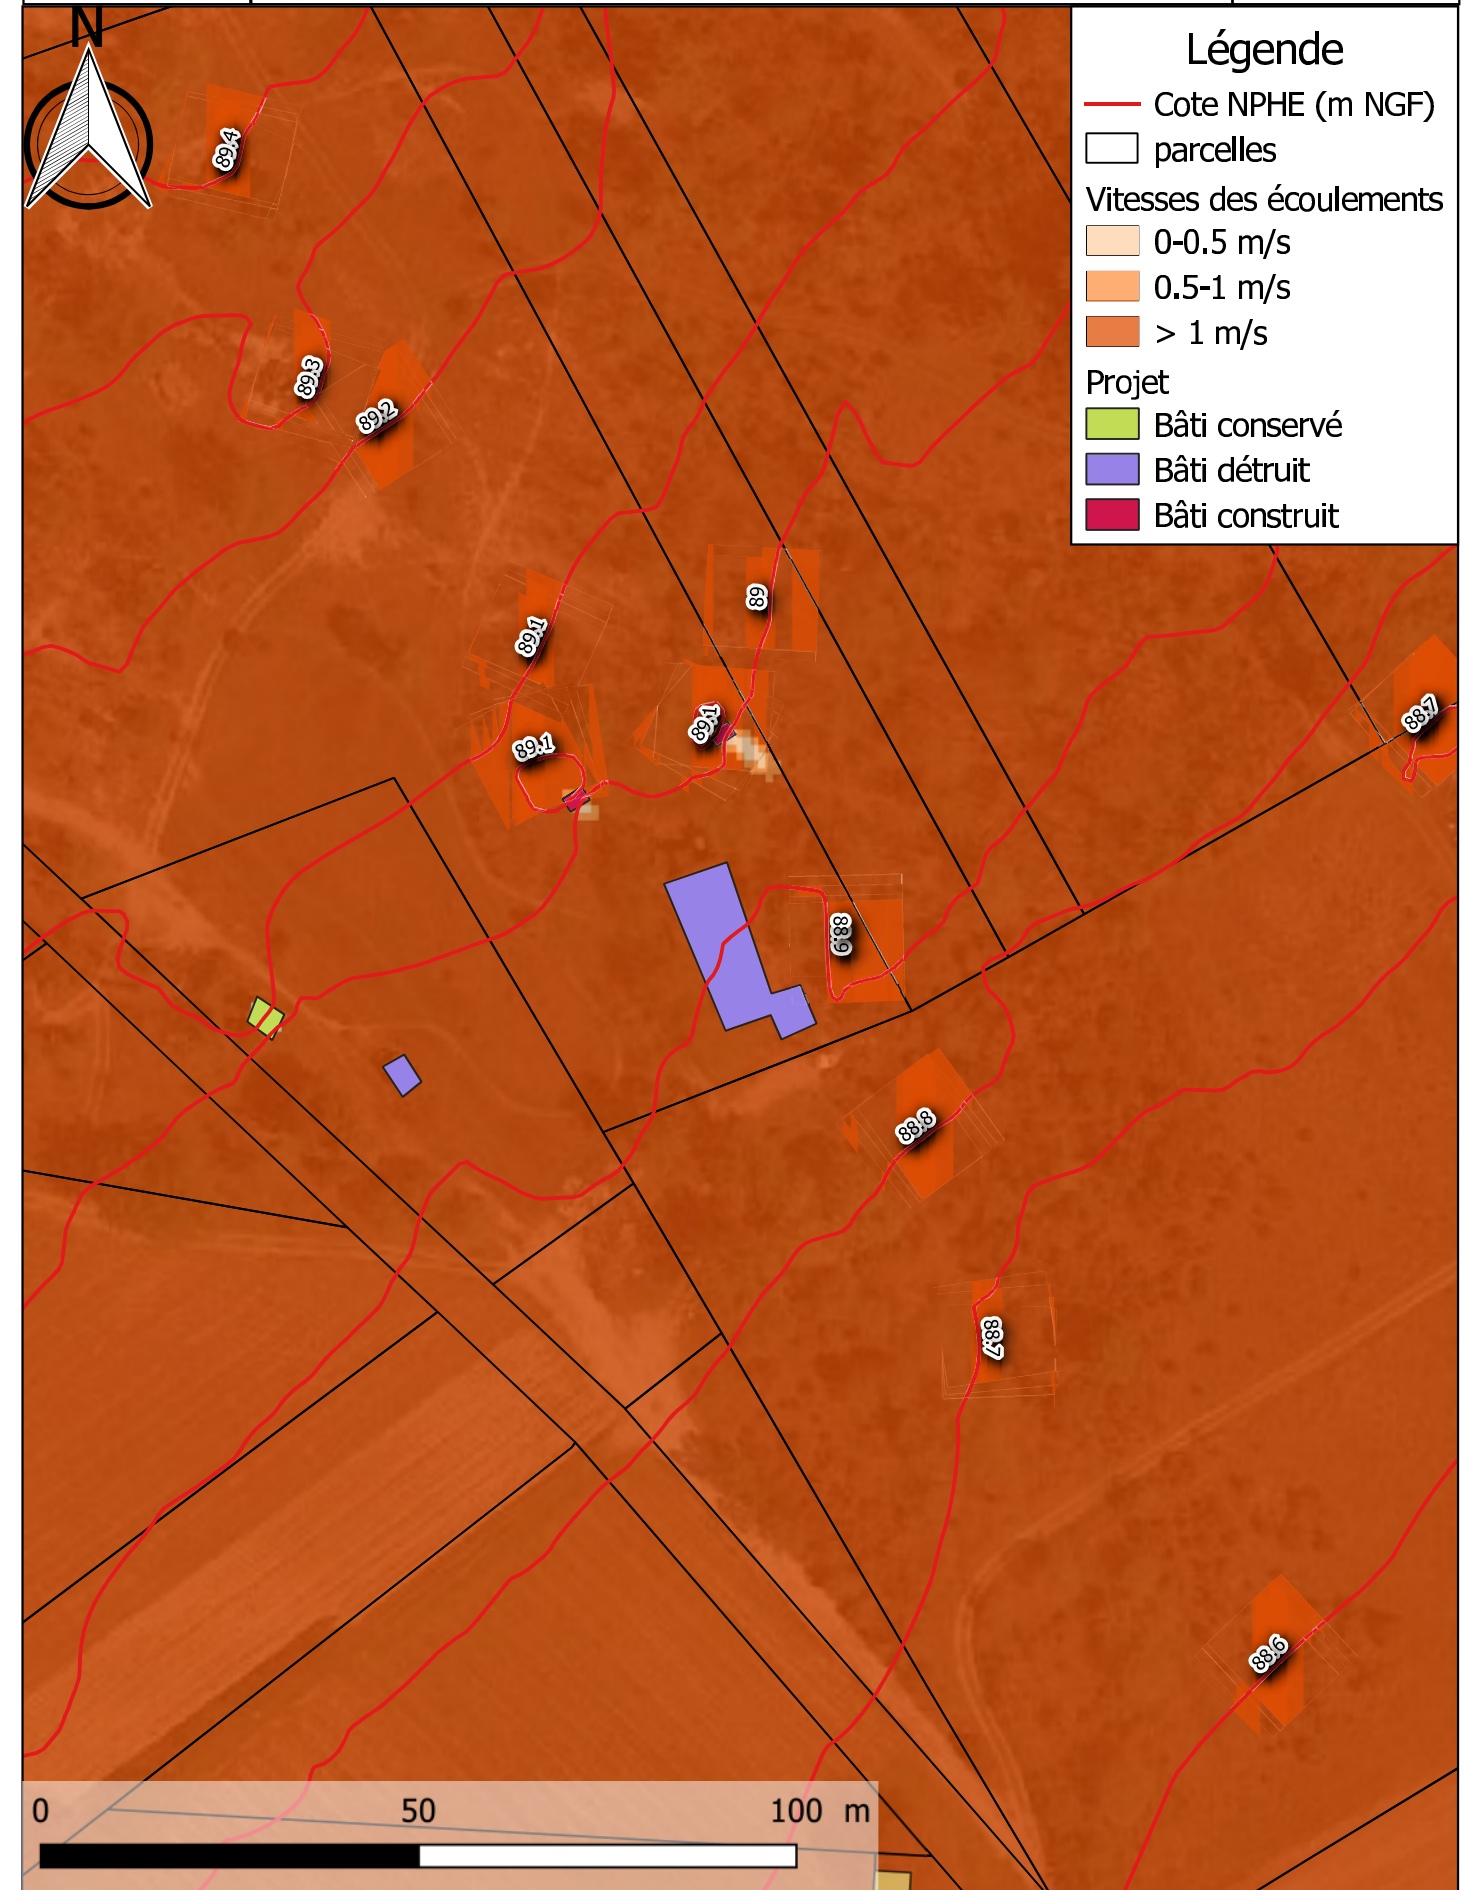 N
Légende
Cote NPHE (m NGF)
parcelles
Vitesses des écoulements
0-0.5 m/s
0.5-1 m/s
> 1 m/s
Projet
Bâti conservé
Bâti détruit
Bâti construit
89.4
89.3
89.2
89
89.1
89.1
89.1
88.7
88.9
88.8
88.7
88.6
0
50
100 m